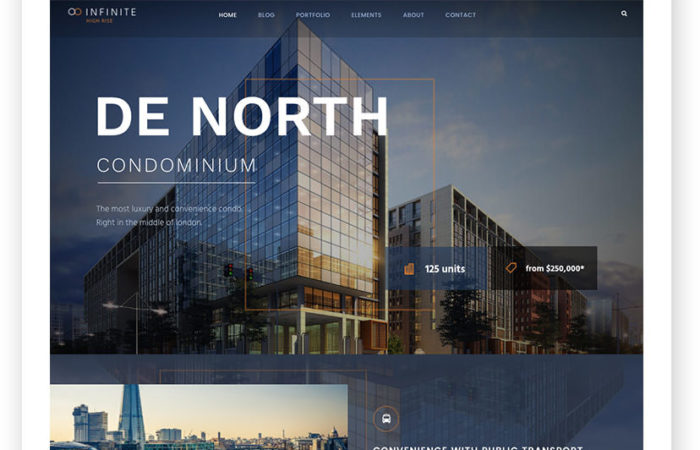 INFINITE
HIGH RISE
HOME BLOG PORTFOLIO ELEMENTS ABOUT CONTACT
DE NORTH
CONDOMINIUM
The most luxury and convenience condo.
Right in the middle of london.
125 units
from $250,000*
CONVENIENCE WITH PUBLIC TRANSPORT